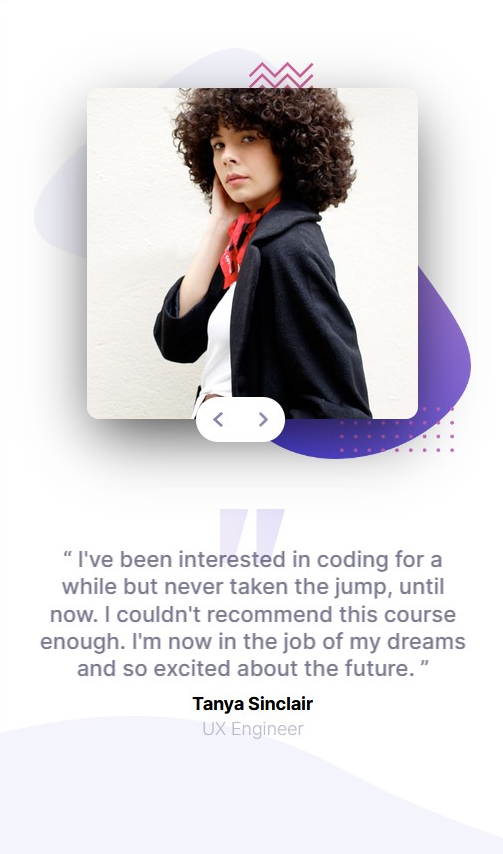 “ I've been interested in coding for a
while but never taken the jump, until
now. I couldn't recommend this course
enough. I'm now in the job of my dreams
and so excited about the future. ”
Tanya Sinclair
UX Engineer